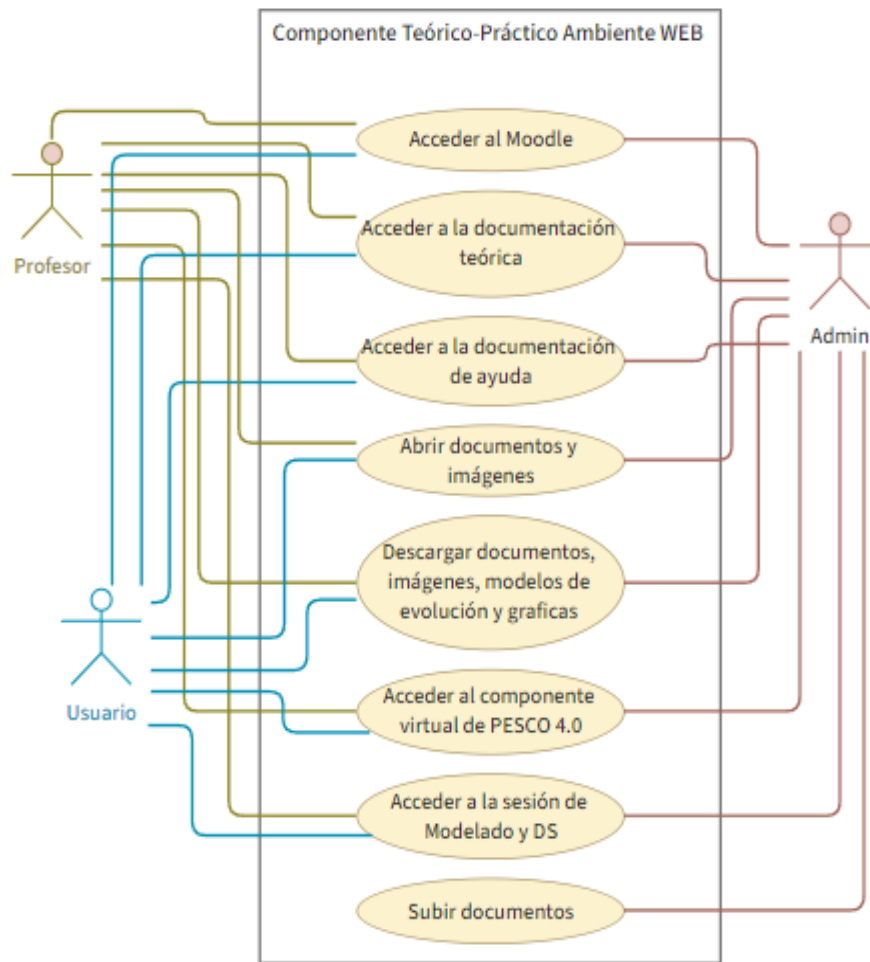 Componente Teórico-Práctico Ambiente WEB
Acceder al Moodle
Profesor
Acceder a la documentación
teórica
Admin
Acceder a la documentación
de ayuda
Abrir documentos y
imágenes
Descargar documentos,
imágenes, modelos de
evolución y graficas
Usuario
Acceder al componente
virtual de PESCO 4.0
Acceder a la sesión de
Modelado y DS
Subir documentos